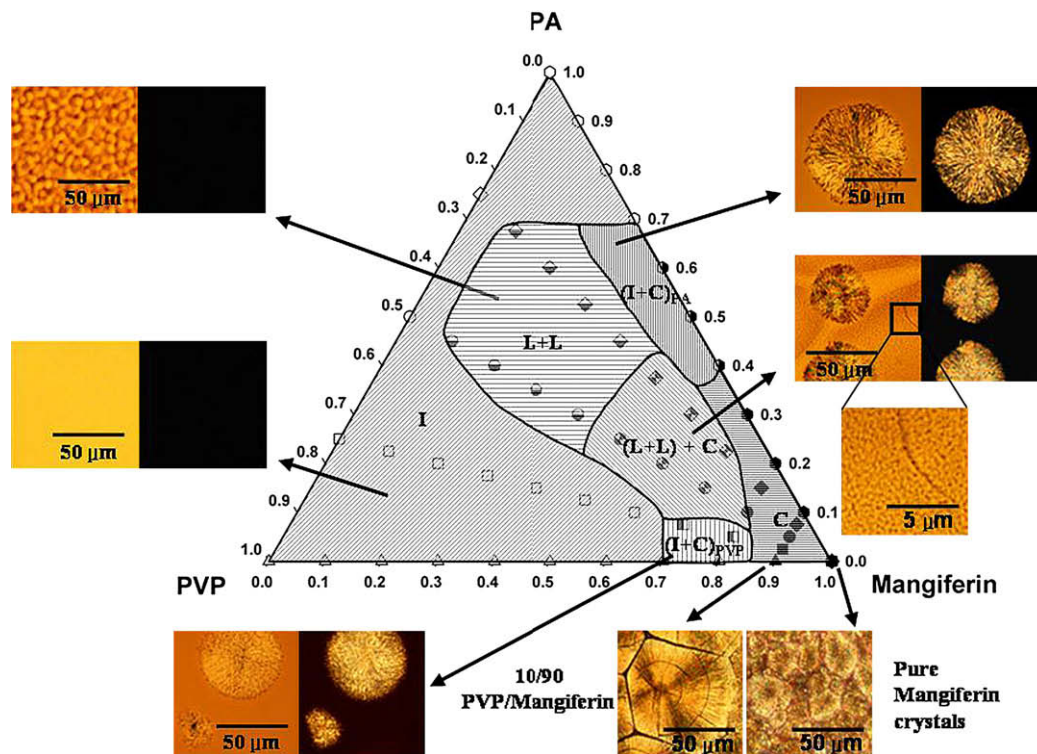 PA
0.0
1.0
0.1
0.9
0.2
0.8
0.3
0.7
0.4
0.6
0.5
0.5
0.6
0.4
0.7
0.3
0.8
0.2
0.9
0.1
1.0
0.0
50 μm
50 μm
50 μm
50 μm
5 μm
(I+C)PA
L+L
I
(L+L) + C
C
(I+C)PVP
PVP
0.0
0.1
0.2
0.3
0.4
0.5
0.6
0.7
0.8
0.9
1.0
Mangiferin
50 μm
10/90
PVP/Mangiferin
50 μm
50 μm
Pure
Mangiferin
crystals